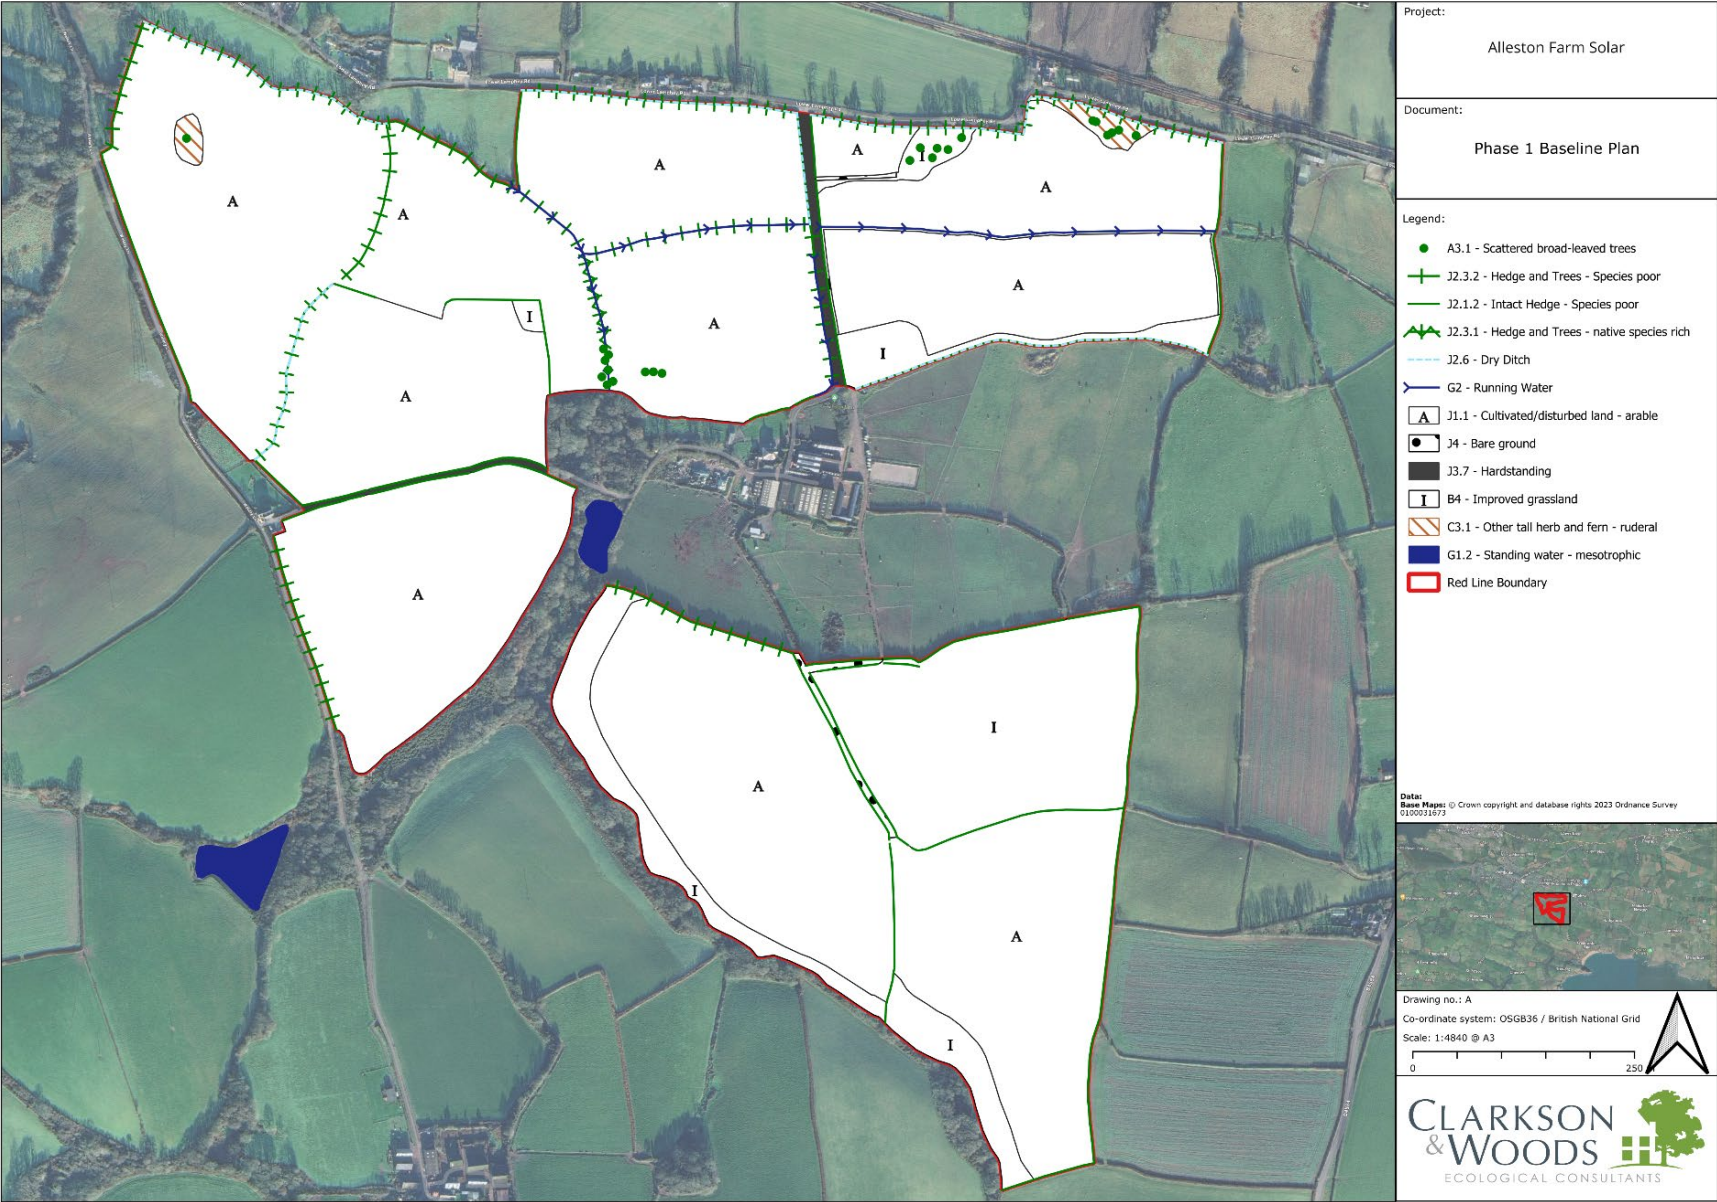 Project:
Alleston Farm Solar
Document:
Phase 1 Baseline Plan
Legend:
A3.1 - Scattered broad-leaved trees
J2.3.2 - Hedge and Trees - Species poor
J2.1.2 - Intact Hedge - Species poor
J2.3.1 - Hedge and Trees - native species rich
J2.6 - Dry Ditch
G2 - Running Water
A J1.1 - Cultivated/disturbed land - arable
J4 - Bare ground
J3.7 - Hardstanding
I B4 - Improved grassland
C3.1 - Other tall herb and fern - ruderal
G1.2 - Standing water - mesotrophic
Red Line Boundary
Data:
Base Maps: © Crown copyright and database rights 2023 Ordnance Survey
0100031673
Drawing no.: A
Co-ordinate system: OSGB36 / British National Grid
Scale: 1:4840 @ A3
0 250
CLARKSON
& WOODS
ECOLOGICAL CONSULTANTS
A
A
I
A
A
A
I
A
A
A
I
A
A
I
A
I
A
I